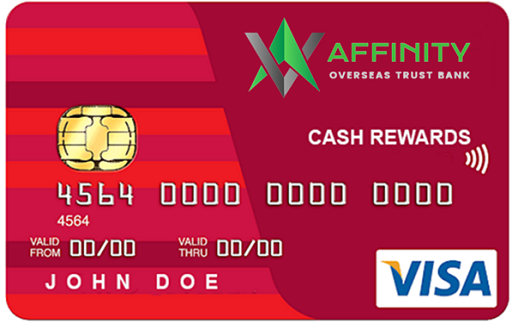 AFFINITY
OVERSEAS TRUST BANK
CASH REWARDS
4564 0000 0000 0000
4564
VALID FROM 00/00 VALID THRU 00/00
JOHN DOE
VISA